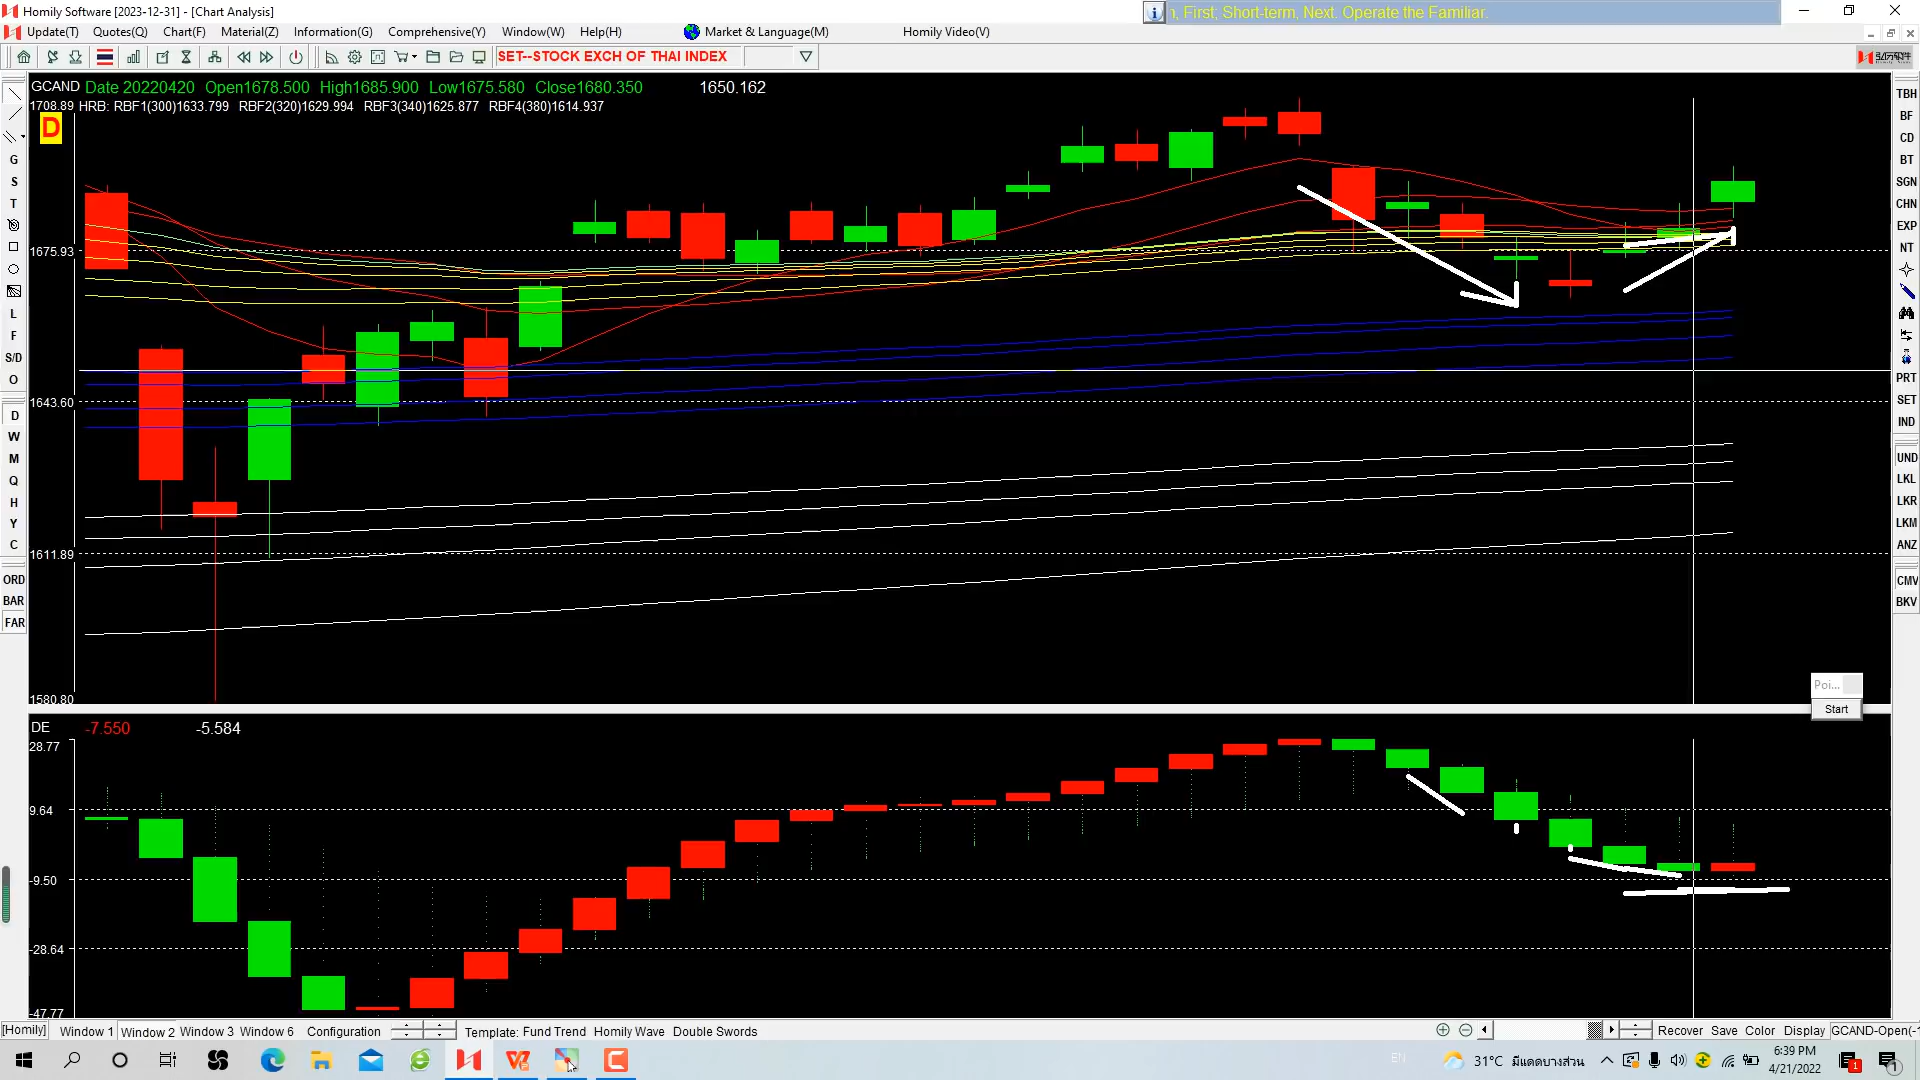 Homily Software [2023-12-31] - [Chart Analysis]
First; Short-term, Next. Operate the Familiar.
Update(T) Quotes(Q) Chart(F) Material(Z) Information(G) Comprehensive(Y) Window(W) Help(H) Market & Language(M) Homily Video(V)
SET--STOCK EXCH OF THAI INDEX
GCAND Date 20220420 Open1678.500 High1685.900 Low1675.580 Close1680.350 1650.162
1708.89 HRB: RBF1(300)1633.799 RBF2(320)1629.994 RBF3(340)1625.877 RBF4(380)1614.937
D
1675.93
1643.60
1611.89
1580.80
G
S
T
L
F
S/D
O
D
W
M
Q
H
Y
C
ORD
BAR
FAR
TBH
BF
CD
BT
SGN
CHN
EXP
NT
PRT
SET
IND
UND
LKL
LKR
LKM
ANZ
CMV
BKV
Poi...
Start
DE -7.550 -5.584
28.77
9.64
-9.50
-28.64
-47.77
[Homily] Window 1 Window 2 Window 3 Window 6 Configuration Template: Fund Trend Homily Wave Double Swords Recover Save Color Display GCAND-Open(-1
EN 31°C มีแดดบางส่วน 6:39 PM
4/21/2022 1 1